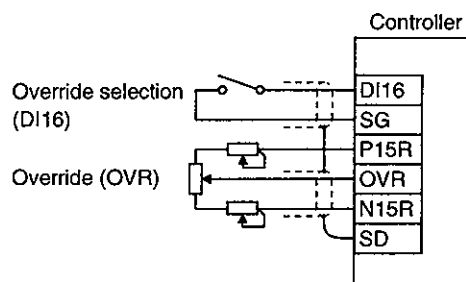 Controller
Override selection
(DI16)
DI16
SG
P15R
Override (OVR)
OVR
N15R
SD